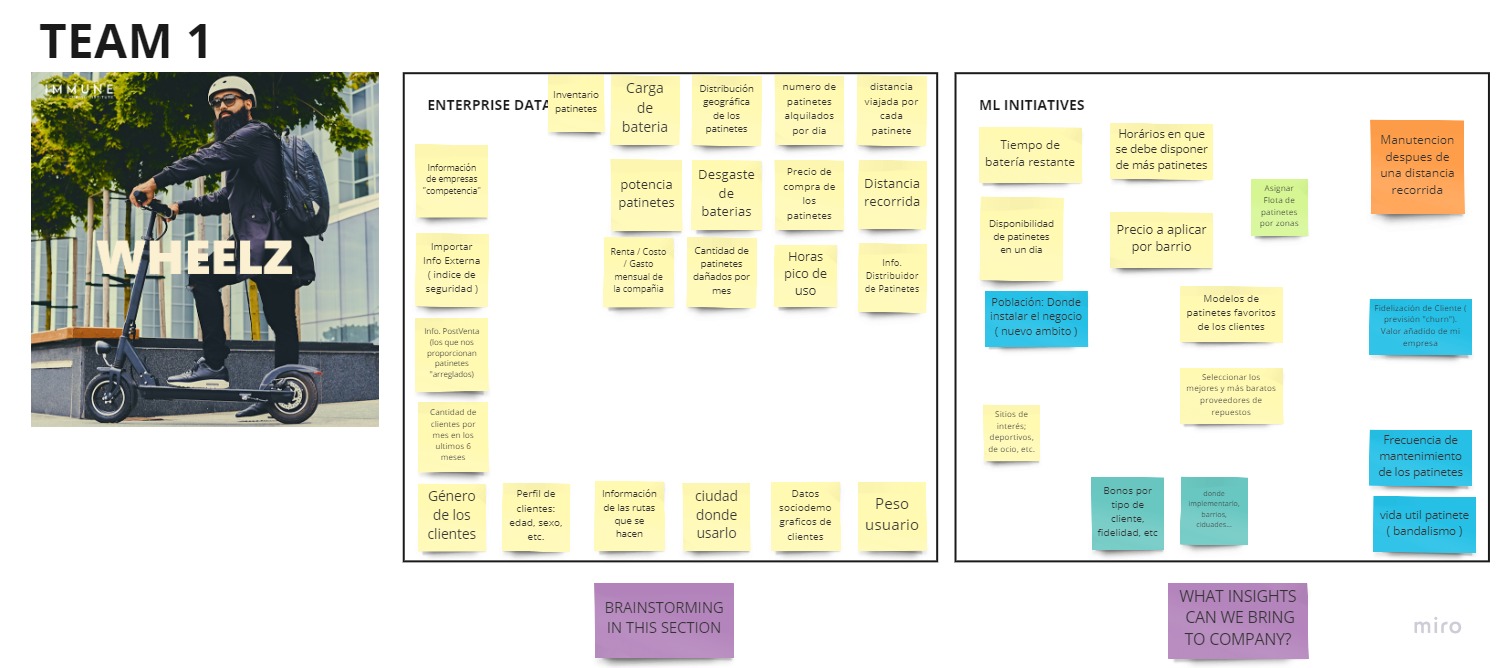 TEAM 1
IMMUNE
WHEELZ
ENTERPRISE DATA
Inventario
patinetes
Carga
de
bateria
Distribución
geográfica
de los
patinetes
numero de
patinetes
alquilados
por dia
distancia
viajada por
cada
patinete
Información
de empresas
"competencia"
potencia
patinetes
Desgaste
de
baterias
Precio de
compra de
los
patinetes
Distancia
recorrida
Importar
Info Externa
( indice de
seguridad )
Renta / Costo
/ Gasto
mensual de
la compañia
Cantidad de
patinetes
dañados por
mes
Horas
pico de
uso
Info.
Distribuidor
de Patinetes
Info. PostVenta
(los que nos
proporcionan
patinetes
"arreglados)
Cantidad de
clientes por
mes en los
ultimos 6
meses
Género
de los
clientes
Perfil de
clientes:
edad, sexo,
etc.
Información
de las rutas
que se
hacen
ciudad
donde
usarlo
Datos
sociodemo
graficos de
clientes
Peso
usuario
BRAINSTORMING
IN THIS SECTION
ML INITIATIVES
Tiempo de
batería restante
Horários en que
se debe disponer
de más patinetes
Manutencion
despues de
una distancia
recorrida
Asignar
Flota de
patinetes
por zonas
Disponibilidad
de patinetes
en un dia
Precio a aplicar
por barrio
Población: Donde
instalar el negocio
( nuevo ambito )
Modelos de
patinetes favoritos
de los clientes
Fidelización de Cliente (
previsión "churn").
Valor añadido de mi
empresa
Seleccionar los
mejores y más baratos
proveedores de
repuestos
Sitios de
interés;
deportivos,
de ocio, etc.
Frecuencia de
mantenimiento
de los patinetes
Bonos por
tipo de
cliente,
fidelidad, etc
donde
implementarlo,
barrios,
ciduades...
vida util patinete
( bandalismo )
WHAT INSIGHTS
CAN WE BRING
TO COMPANY?
miro